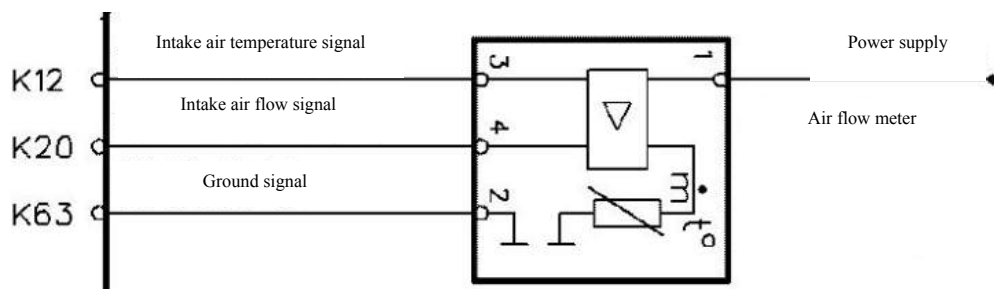 Intake air temperature signal
Power supply
K12
3
1
Intake air flow signal
Air flow meter
K20
4
Ground signal
ṁ
K63
2
t°